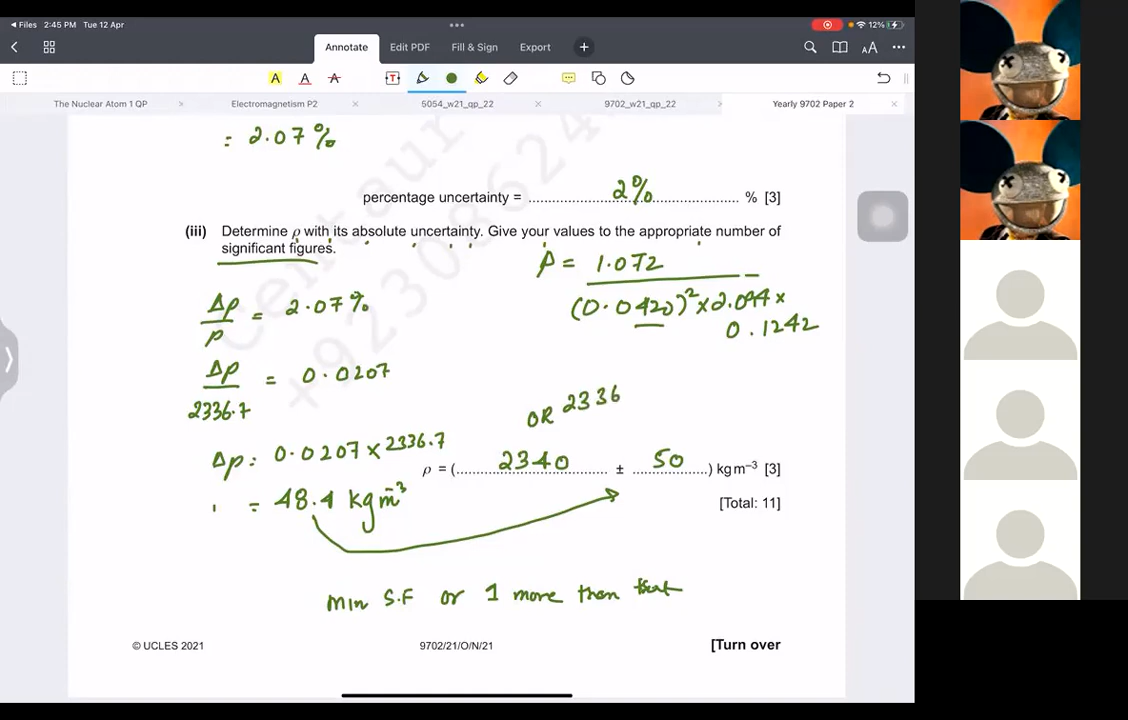 Files 2:45 PM Tue 12 Apr
12%
Annotate Edit PDF Fill & Sign Export
The Nuclear Atom 1 QP Electromagnetism P2 5054_w21_qp_22 9702_w21_qp_22 Yearly 9702 Paper 2
= 2.07%
percentage uncertainty = 2% % [3]
(iii) Determine ρ with its absolute uncertainty. Give your values to the appropriate number of
significant figures.
ρ = 1.072
(0.0420)² × 2.094 ×
0.1242
Δρ = 2.07%
ρ
Δρ = 0.0207
2336.7
OR 2336
Δρ = 0.0207 × 2336.7
ρ = (2340 ± 50) kg m⁻³ [3]
= 48.4 kg m⁻³
[Total: 11]
Min S.F or 1 more then that
© UCLES 2021 9702/21/O/N/21 [Turn over
Centaur
+923308624